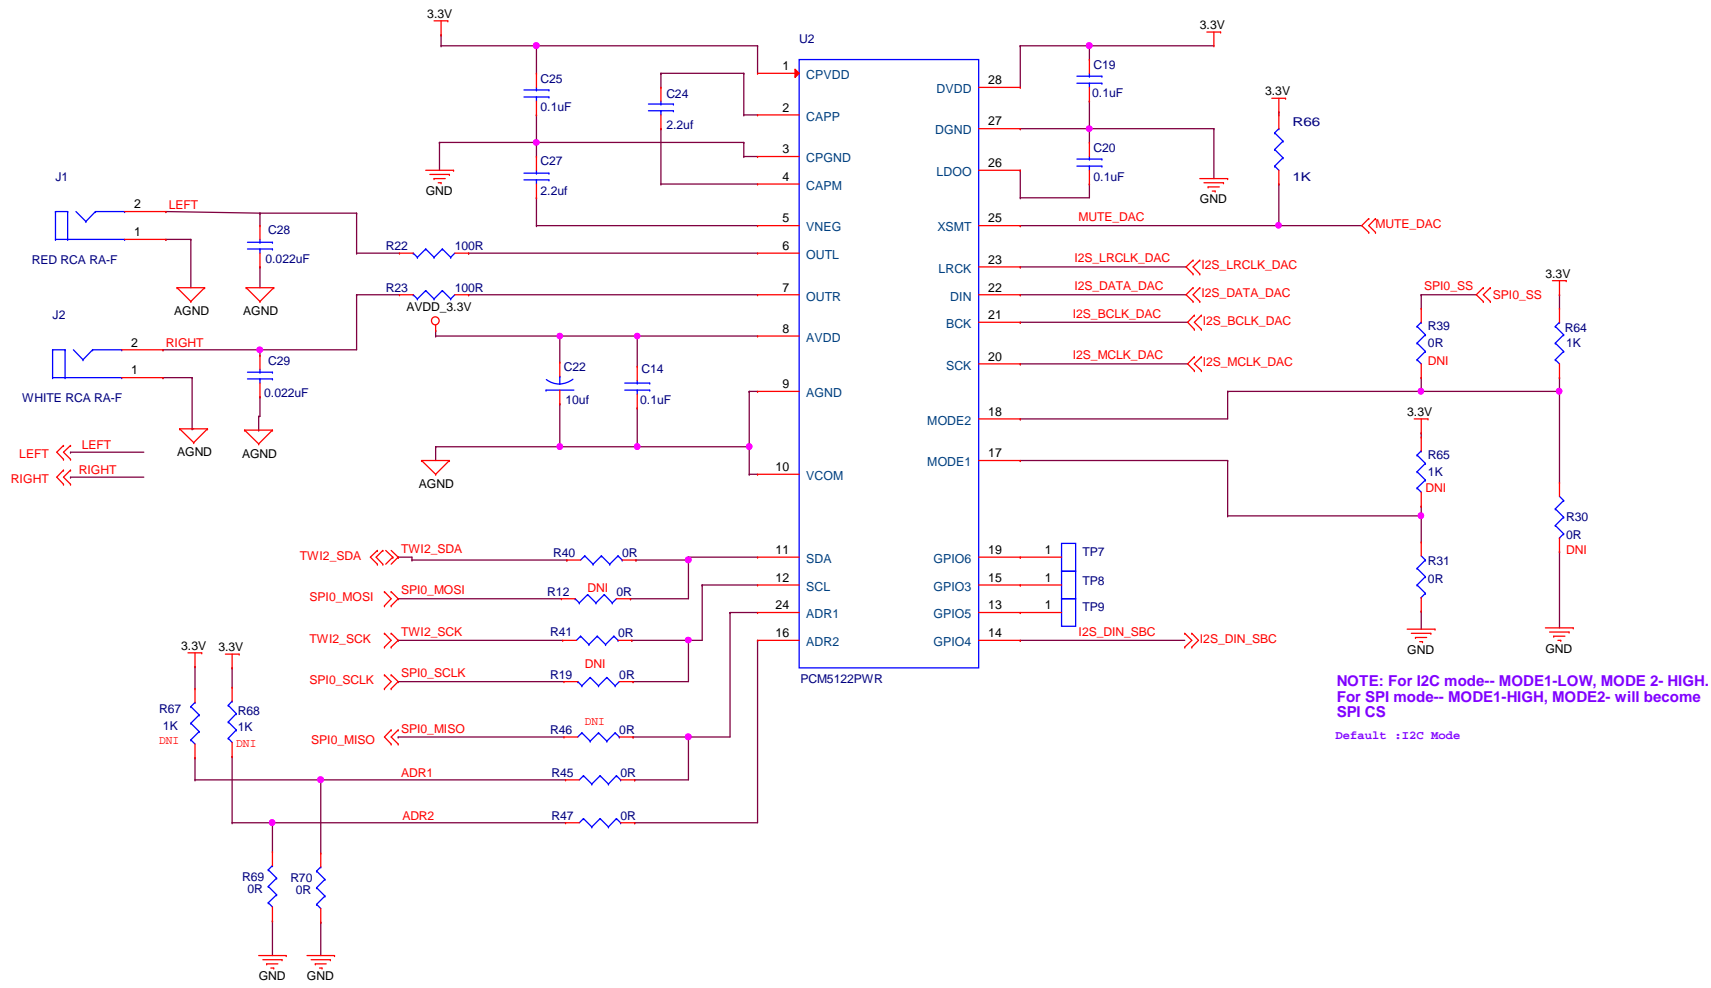 3.3V
U2
1
CPVDD
C25
0.1uF
C24
2.2uf
2
CAPP
3
CPGND
C27
2.2uf
4
CAPM
GND
5
VNEG
6
OUTL
7
OUTR
8
AVDD
9
AGND
10
VCOM
11
SDA
12
SCL
24
ADR1
16
ADR2
PCM5122PWR
3.3V
28
DVDD
C19
0.1uF
27
DGND
C20
0.1uF
26
LDOO
GND
3.3V
R66
1K
25
XSMT
MUTE_DAC
MUTE_DAC
23
LRCK
I2S_LRCLK_DAC
I2S_LRCLK_DAC
22
DIN
I2S_DATA_DAC
I2S_DATA_DAC
21
BCK
I2S_BCLK_DAC
I2S_BCLK_DAC
20
SCK
I2S_MCLK_DAC
I2S_MCLK_DAC
18
MODE2
17
MODE1
19
GPIO6
1
TP7
15
GPIO3
1
TP8
13
GPIO5
1
TP9
14
GPIO4
I2S_DIN_SBC
I2S_DIN_SBC
SPI0_SS
SPI0_SS
3.3V
R39
0R
DNI
R64
1K
3.3V
R65
1K
DNI
R30
0R
DNI
R31
0R
GND
GND
NOTE: For I2C mode-- MODE1-LOW, MODE 2- HIGH.
For SPI mode-- MODE1-HIGH, MODE2- will become
SPI CS
Default :I2C Mode
J1
2
LEFT
1
RED RCA RA-F
C28
0.022uF
AGND
AGND
R22
100R
R23
100R
AVDD_3.3V
J2
2
RIGHT
1
WHITE RCA RA-F
C29
0.022uF
AGND
AGND
C22
10uf
C14
0.1uF
AGND
LEFT
LEFT
RIGHT
RIGHT
TWI2_SDA
TWI2_SDA
R40
0R
SPI0_MOSI
SPI0_MOSI
R12
DNI
0R
TWI2_SCK
TWI2_SCK
R41
0R
SPI0_SCLK
SPI0_SCLK
R19
DNI
0R
SPI0_MISO
SPI0_MISO
R46
DNI
0R
3.3V
3.3V
R67
1K
DNI
R68
1K
DNI
ADR1
R45
0R
ADR2
R47
0R
R69
0R
R70
0R
GND
GND